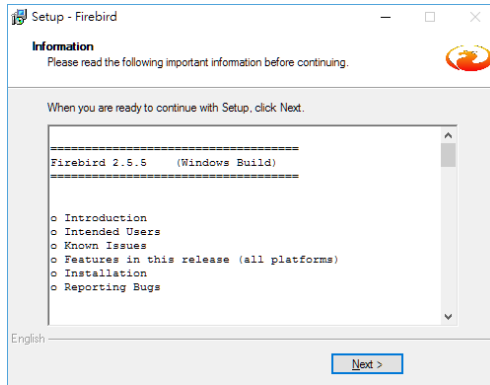 Setup - Firebird
Information
Please read the following important information before continuing.
When you are ready to continue with Setup, click Next.
====================================
Firebird 2.5.5    (Windows Build)
====================================
o Introduction
o Intended Users
o Known Issues
o Features in this release (all platforms)
o Installation
o Reporting Bugs
English
Next >